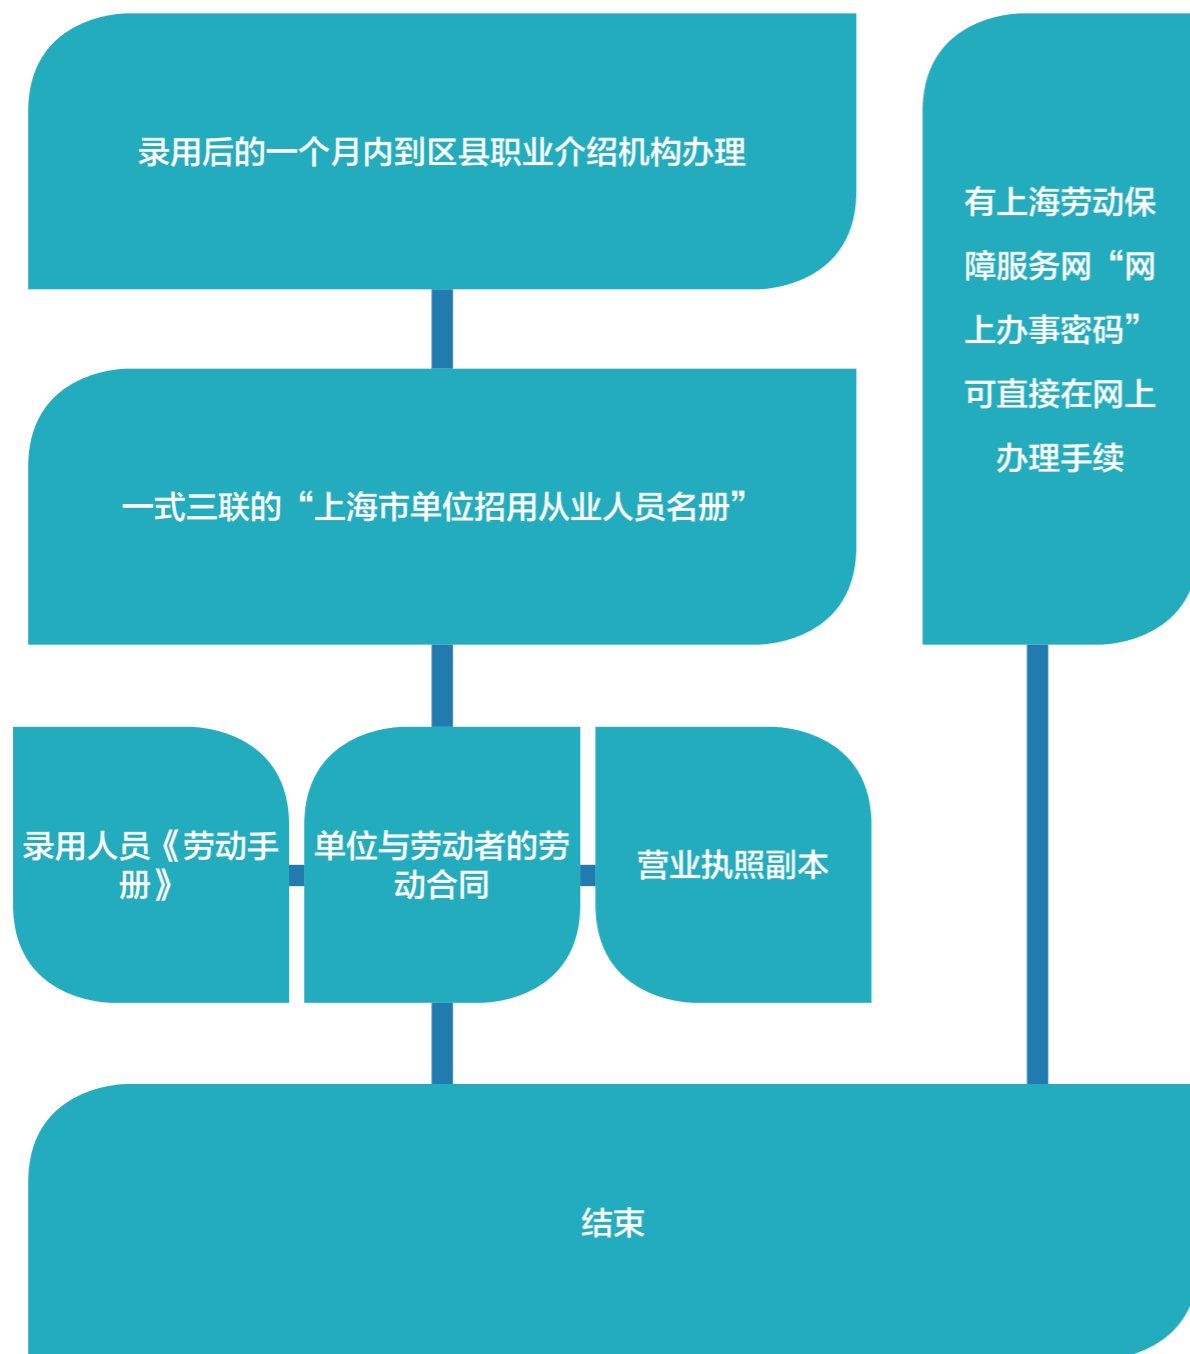 录用后的一个月内到区县职业介绍机构办理
一式三联的“上海市单位招用从业人员名册”
录用人员《劳动手
册》
单位与劳动者的劳
动合同
营业执照副本
有上海劳动保
障服务网“网
上办事密码”
可直接在网上
办理手续
结束